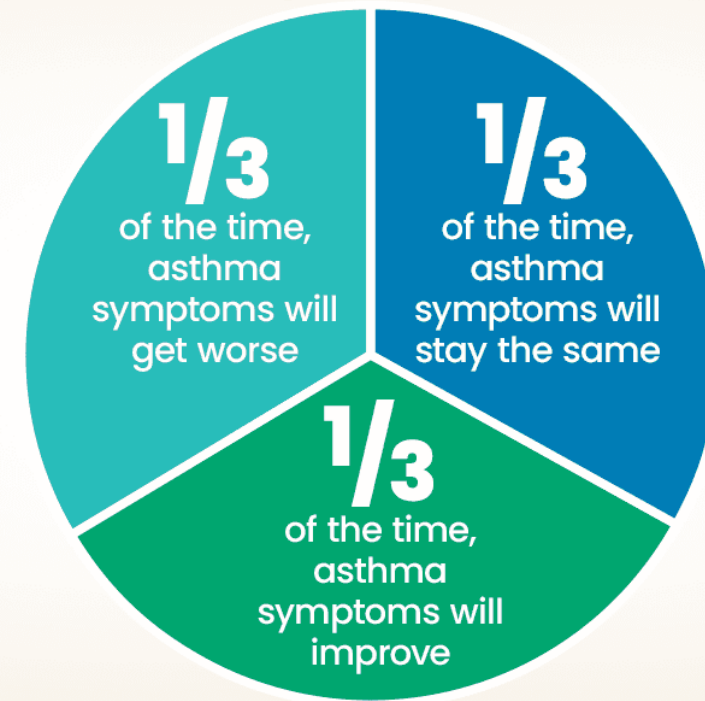 1/3
of the time,
asthma
symptoms will
get worse
1/3
of the time,
asthma
symptoms will
stay the same
1/3
of the time,
asthma
symptoms will
improve